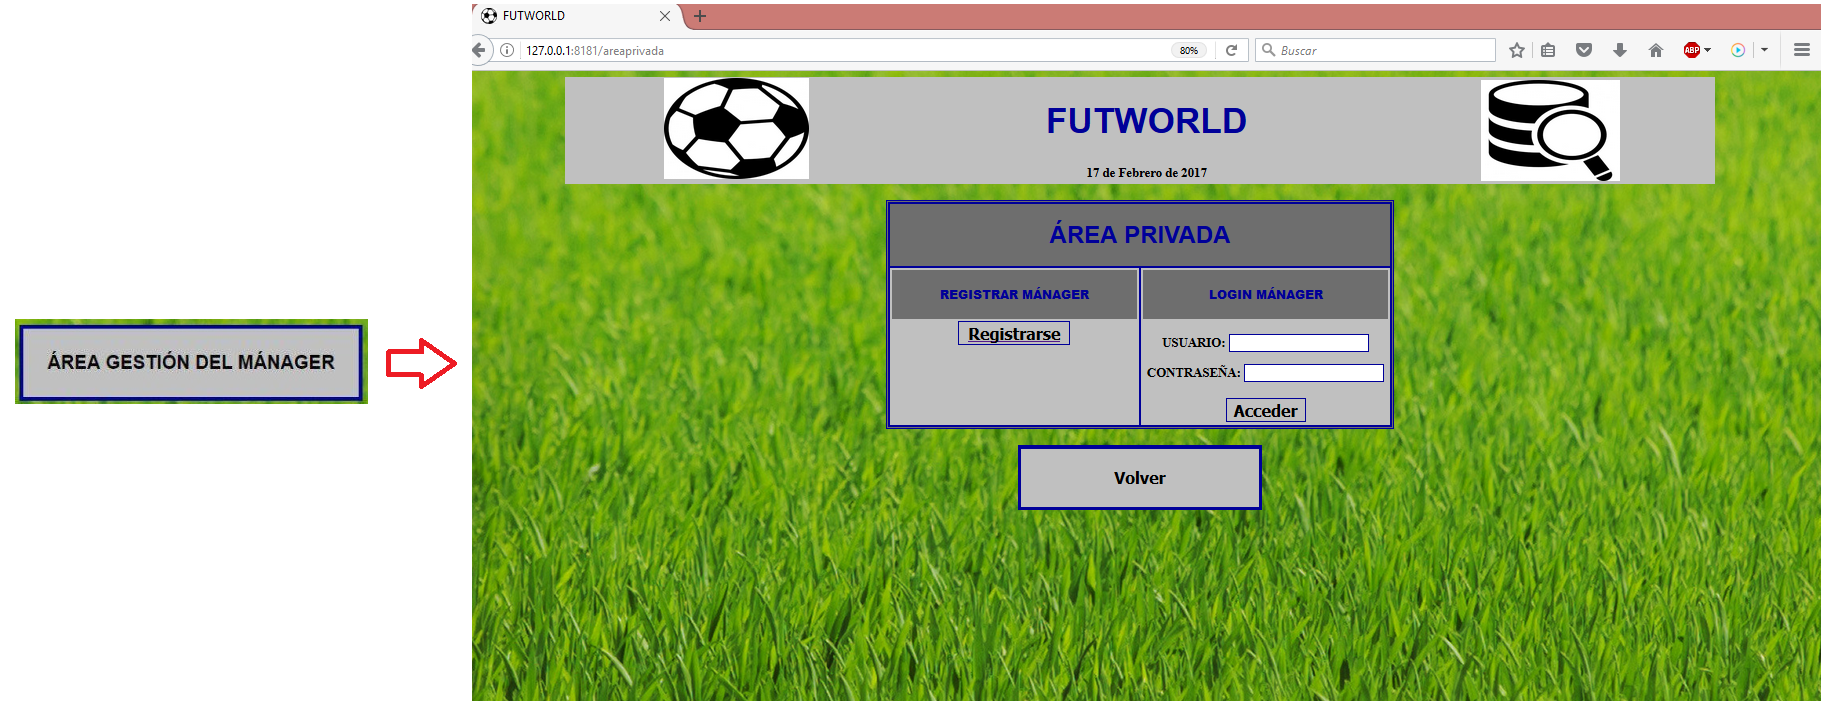 ÁREA GESTIÓN DEL MÁNAGER
FUTWORLD
127.0.0.1:8181/areaprivada
80%
Buscar
ABP
FUTWORLD
17 de Febrero de 2017
ÁREA PRIVADA
REGISTRAR MÁNAGER
Registrarse
LOGIN MÁNAGER
USUARIO:
CONTRASEÑA:
Acceder
Volver